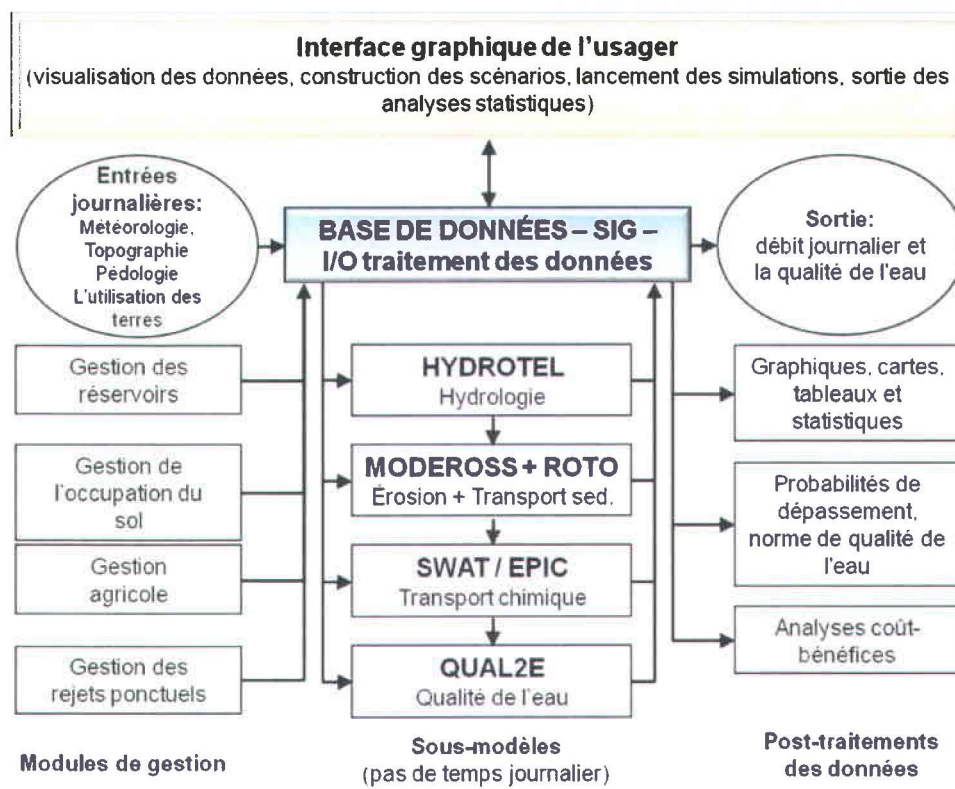 Interface graphique de l'usager
(visualisation des données, construction des scénarios, lancement des simulations, sortie des
analyses statistiques)
Entrées
journalières:
Météorologie,
Topographie
Pédologie
L'utilisation des
terres
BASE DE DONNÉES – SIG –
I/O traitement des données
Sortie:
débit journalier et
la qualité de l'eau
Gestion des
réservoirs
Gestion de
l'occupation du
sol
Gestion
agricole
Gestion des
rejets ponctuels
Modules de gestion
HYDROTEL
Hydrologie
MODEROSS + ROTO
Érosion + Transport sed.
SWAT / EPIC
Transport chimique
QUAL2E
Qualité de l'eau
Sous-modèles
(pas de temps journalier)
Graphiques, cartes,
tableaux et
statistiques
Probabilités de
dépassement,
norme de qualité de
l'eau
Analyses coût-
bénéfices
Post-traitements
des données